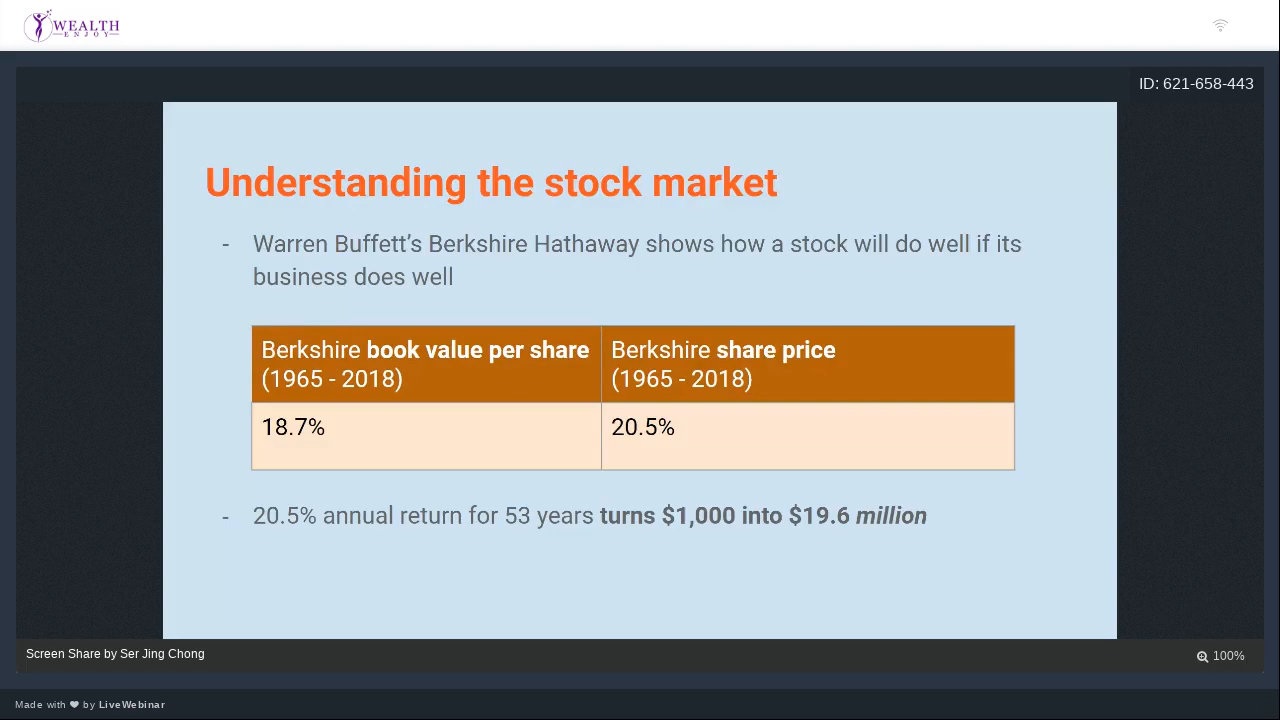 WEALTH
ENJOY
ID: 621-658-443
Understanding the stock market
- Warren Buffett’s Berkshire Hathaway shows how a stock will do well if its
business does well
Berkshire book value per share
(1965 - 2018)
Berkshire share price
(1965 - 2018)
18.7%
20.5%
- 20.5% annual return for 53 years turns $1,000 into $19.6 million
Screen Share by Ser Jing Chong
100%
Made with ❤ by LiveWebinar